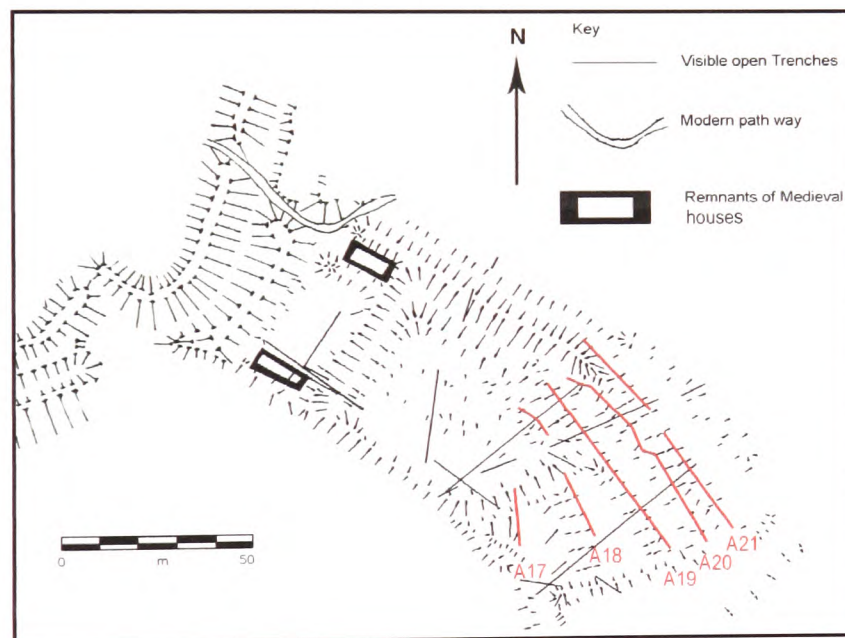 N
Key
Visible open Trenches
Modern path way
Remnants of Medieval
houses
A17
A18
A19
A20
A21
0 m 50